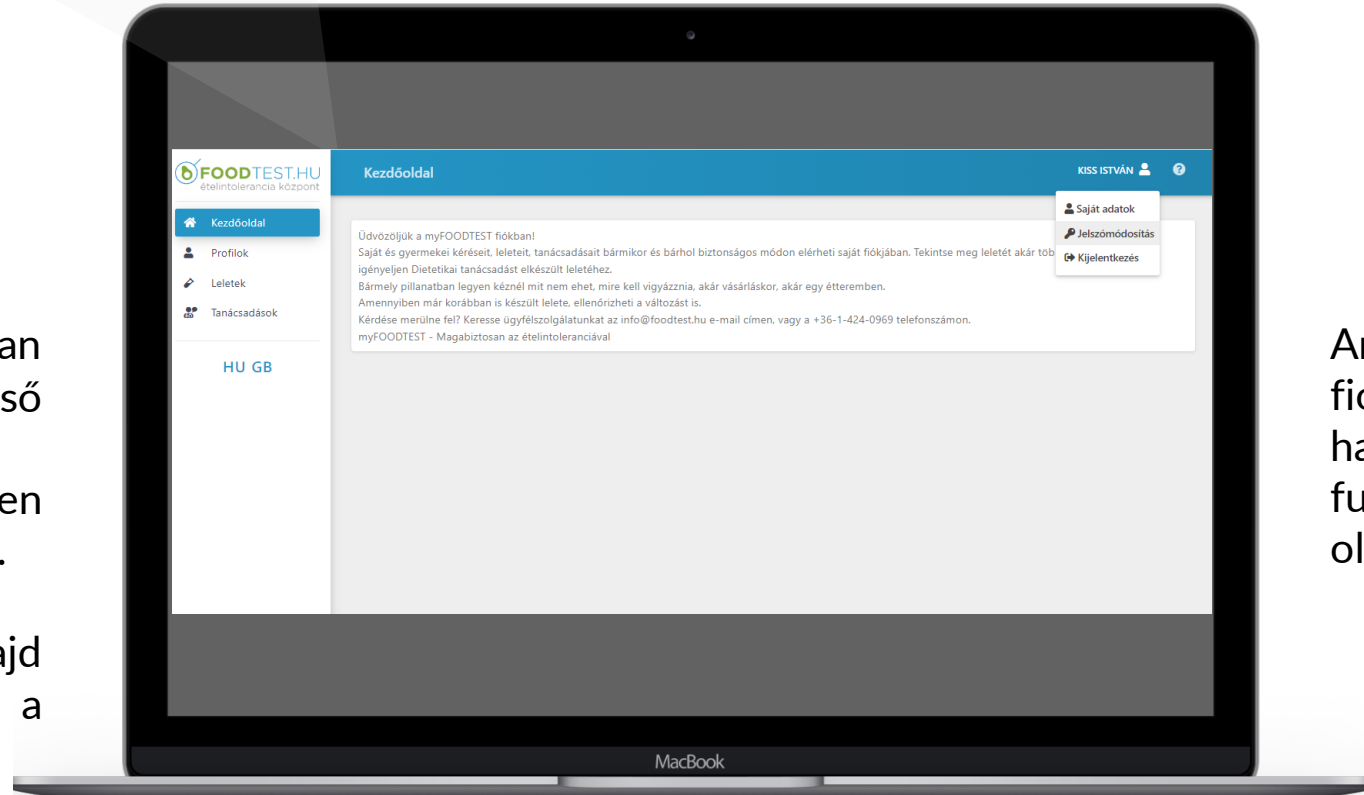 FOODTEST.HU
ételintolerancia központ
Kezdőoldal
KISS ISTVÁN
Kezdőoldal
Profilok
Leletek
Tanácsadások
HU GB
Saját adatok
Jelszómódosítás
Kijelentkezés
Üdvözöljük a myFOODTEST fiókban!
Saját és gyermekei kéréseit, leleteit, tanácsadásait bármikor és bárhol biztonságos módon elérheti saját fiókjában. Tekintse meg leletét akár töb
igényeljen Dietetikai tanácsadást elkészült leletéhez.
Bármely pillanatban legyen kéznél mit nem ehet, mire kell vigyáznia, akár vásárláskor, akár egy étteremben.
Amennyiben már korábban is készült lelete, ellenőrizheti a változást is.
Kérdése merülne fel? Keresse ügyfélszolgálatunkat az info@foodtest.hu e-mail címen, vagy a +36-1-424-0969 telefonszámon.
myFOODTEST - Magabiztosan az ételintoleranciával
an
ső
en
.
ajd
a
ha
fu
ol
MacBook